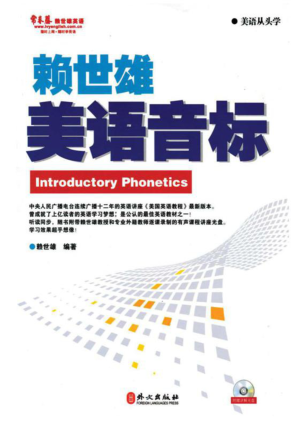 常春藤 赖世雄英语
www.ivyenglish.com.cn
●美语从头学
赖世雄
美语音标
Introductory Phonetics
中央人民广播电台连续广播十二年的英语讲座《美国英语教程》最新版本。
曾成就了上亿读者的英语学习梦想；是公认的最佳英语教材之一！
听读同步，随书附带赖世雄教授和专业外籍教师逐课录制的有声课程讲座光盘，
学习效果超乎想像！
●赖世雄 编著
外文出版社
FOREIGN LANGUAGES PRESS